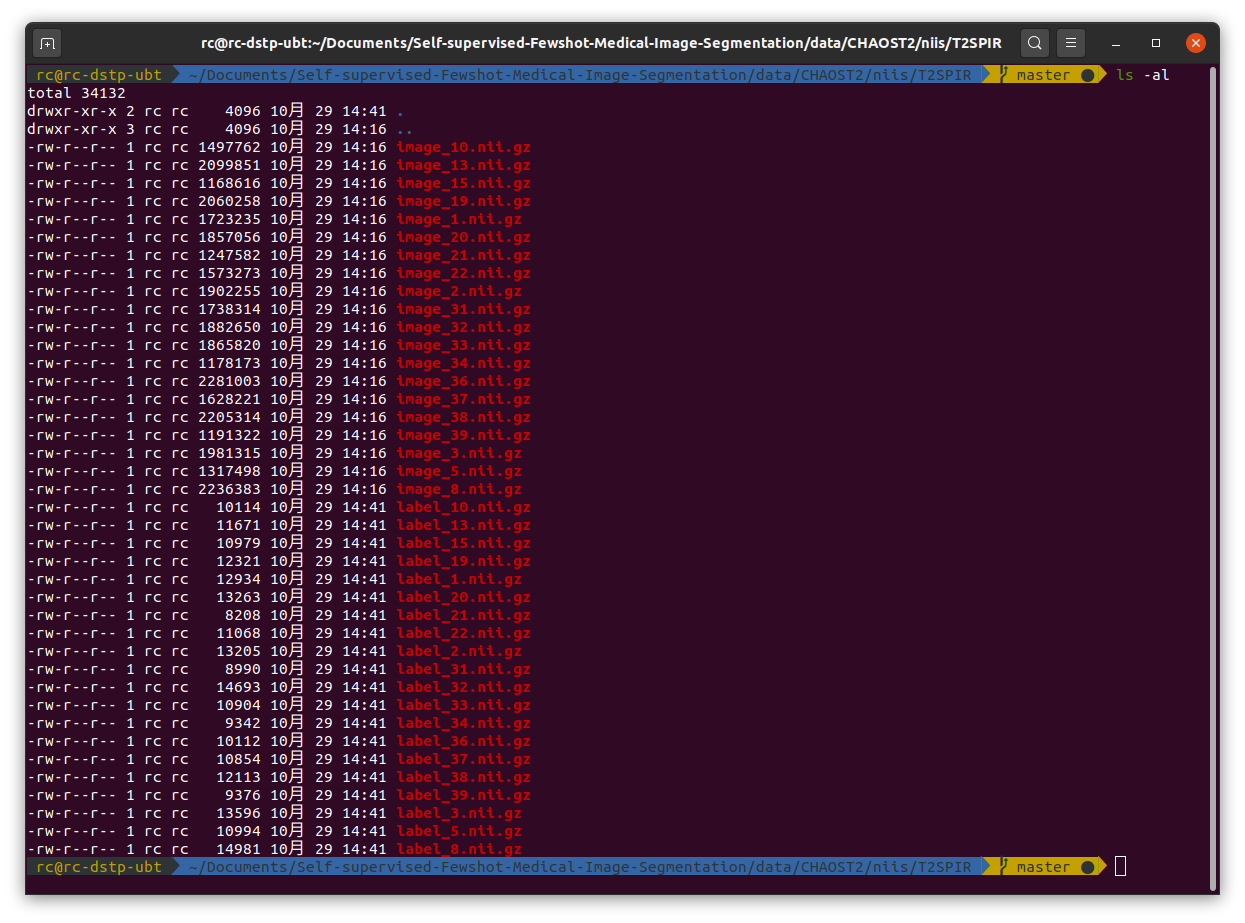 rc@rc-dstp-ubt:~/Documents/Self-supervised-Fewshot-Medical-Image-Segmentation/data/CHAOST2/niis/T2SPIR
rc@rc-dstp-ubt ~/Documents/Self-supervised-Fewshot-Medical-Image-Segmentation/data/CHAOST2/niis/T2SPIR master ● ls -al
total 34132
drwxr-xr-x 2 rc rc    4096 10月 29 14:41 .
drwxr-xr-x 3 rc rc    4096 10月 29 14:16 ..
-rw-r--r-- 1 rc rc 1497762 10月 29 14:16 image_10.nii.gz
-rw-r--r-- 1 rc rc 2099851 10月 29 14:16 image_13.nii.gz
-rw-r--r-- 1 rc rc 1168616 10月 29 14:16 image_15.nii.gz
-rw-r--r-- 1 rc rc 2060258 10月 29 14:16 image_19.nii.gz
-rw-r--r-- 1 rc rc 1723235 10月 29 14:16 image_1.nii.gz
-rw-r--r-- 1 rc rc 1857056 10月 29 14:16 image_20.nii.gz
-rw-r--r-- 1 rc rc 1247582 10月 29 14:16 image_21.nii.gz
-rw-r--r-- 1 rc rc 1573273 10月 29 14:16 image_22.nii.gz
-rw-r--r-- 1 rc rc 1902255 10月 29 14:16 image_2.nii.gz
-rw-r--r-- 1 rc rc 1738314 10月 29 14:16 image_31.nii.gz
-rw-r--r-- 1 rc rc 1882650 10月 29 14:16 image_32.nii.gz
-rw-r--r-- 1 rc rc 1865820 10月 29 14:16 image_33.nii.gz
-rw-r--r-- 1 rc rc 1178173 10月 29 14:16 image_34.nii.gz
-rw-r--r-- 1 rc rc 2281003 10月 29 14:16 image_36.nii.gz
-rw-r--r-- 1 rc rc 1628221 10月 29 14:16 image_37.nii.gz
-rw-r--r-- 1 rc rc 2205314 10月 29 14:16 image_38.nii.gz
-rw-r--r-- 1 rc rc 1191322 10月 29 14:16 image_39.nii.gz
-rw-r--r-- 1 rc rc 1981315 10月 29 14:16 image_3.nii.gz
-rw-r--r-- 1 rc rc 1317498 10月 29 14:16 image_5.nii.gz
-rw-r--r-- 1 rc rc 2236383 10月 29 14:16 image_8.nii.gz
-rw-r--r-- 1 rc rc   10114 10月 29 14:41 label_10.nii.gz
-rw-r--r-- 1 rc rc   11671 10月 29 14:41 label_13.nii.gz
-rw-r--r-- 1 rc rc   10979 10月 29 14:41 label_15.nii.gz
-rw-r--r-- 1 rc rc   12321 10月 29 14:41 label_19.nii.gz
-rw-r--r-- 1 rc rc   12934 10月 29 14:41 label_1.nii.gz
-rw-r--r-- 1 rc rc   13263 10月 29 14:41 label_20.nii.gz
-rw-r--r-- 1 rc rc    8208 10月 29 14:41 label_21.nii.gz
-rw-r--r-- 1 rc rc   11068 10月 29 14:41 label_22.nii.gz
-rw-r--r-- 1 rc rc   13205 10月 29 14:41 label_2.nii.gz
-rw-r--r-- 1 rc rc    8990 10月 29 14:41 label_31.nii.gz
-rw-r--r-- 1 rc rc   14693 10月 29 14:41 label_32.nii.gz
-rw-r--r-- 1 rc rc   10904 10月 29 14:41 label_33.nii.gz
-rw-r--r-- 1 rc rc    9342 10月 29 14:41 label_34.nii.gz
-rw-r--r-- 1 rc rc   10112 10月 29 14:41 label_36.nii.gz
-rw-r--r-- 1 rc rc   10854 10月 29 14:41 label_37.nii.gz
-rw-r--r-- 1 rc rc   12113 10月 29 14:41 label_38.nii.gz
-rw-r--r-- 1 rc rc    9376 10月 29 14:41 label_39.nii.gz
-rw-r--r-- 1 rc rc   13596 10月 29 14:41 label_3.nii.gz
-rw-r--r-- 1 rc rc   10994 10月 29 14:41 label_5.nii.gz
-rw-r--r-- 1 rc rc   14981 10月 29 14:41 label_8.nii.gz
rc@rc-dstp-ubt ~/Documents/Self-supervised-Fewshot-Medical-Image-Segmentation/data/CHAOST2/niis/T2SPIR master ●